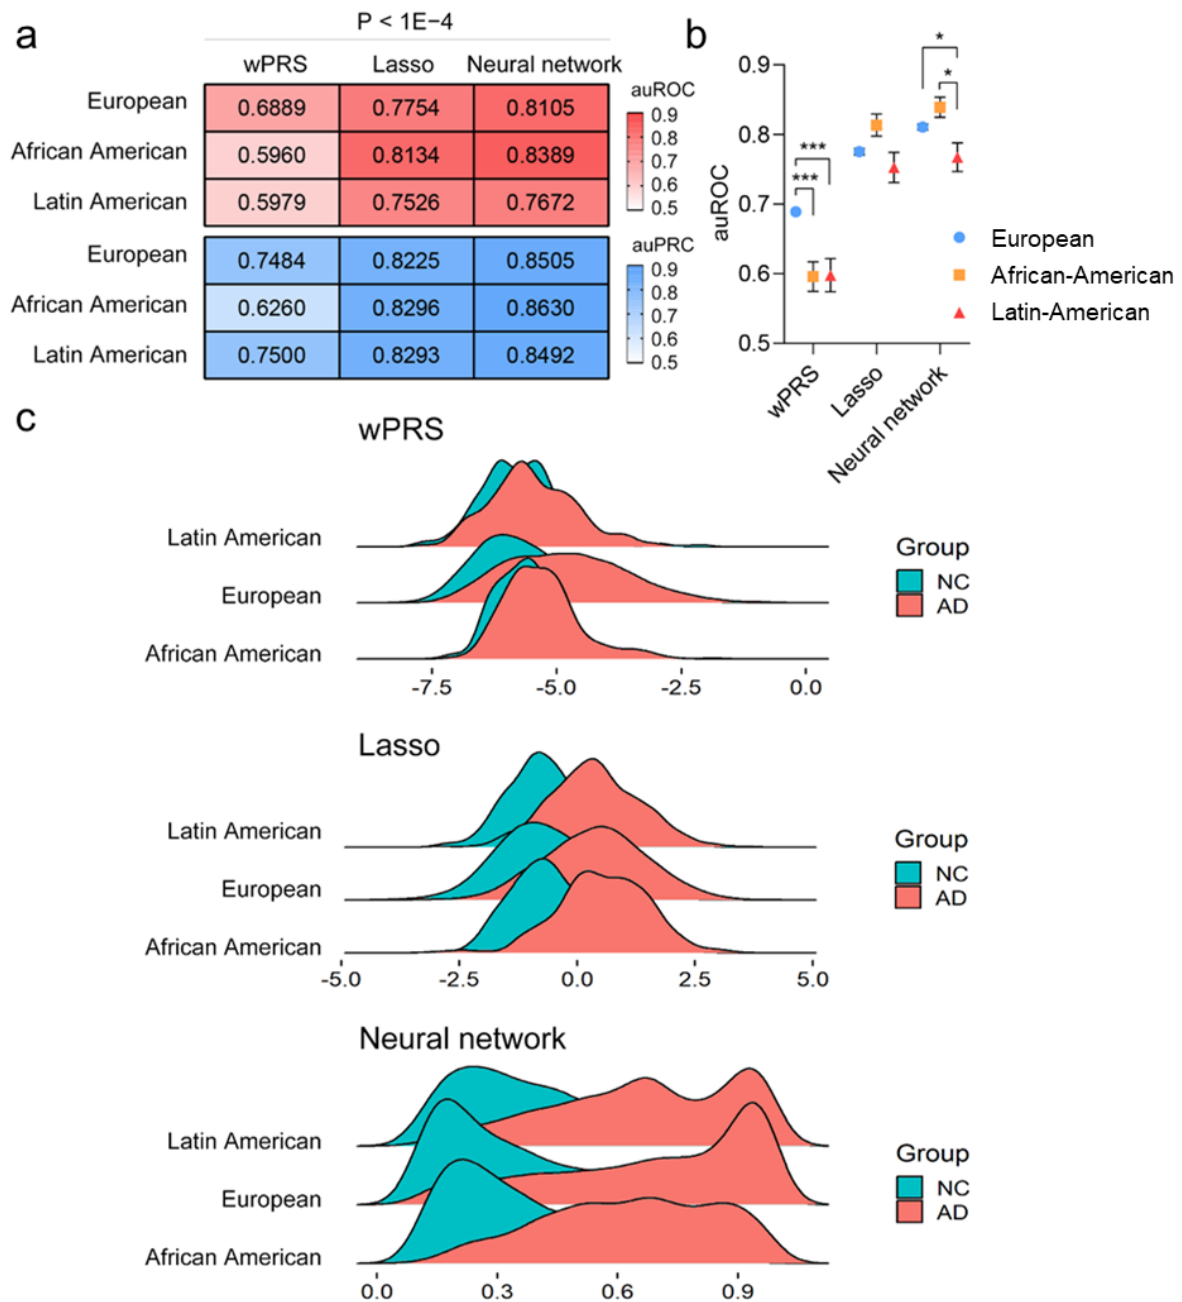 a
P < 1E−4
wPRS Lasso Neural network
European 0.6889 0.7754 0.8105
African American 0.5960 0.8134 0.8389
Latin American 0.5979 0.7526 0.7672
auROC
0.9
0.8
0.7
0.6
0.5
European 0.7484 0.8225 0.8505
African American 0.6260 0.8296 0.8630
Latin American 0.7500 0.8293 0.8492
auPRC
0.9
0.8
0.7
0.6
0.5
b
auROC
0.9
0.8
0.7
0.6
0.5
***
***
*
*
wPRS
Lasso
Neural network
European
African-American
Latin-American
c
wPRS
Latin American
European
African American
-7.5 -5.0 -2.5 0.0
Group
NC
AD
Lasso
Latin American
European
African American
-5.0 -2.5 0.0 2.5 5.0
Group
NC
AD
Neural network
Latin American
European
African American
0.0 0.3 0.6 0.9
Group
NC
AD